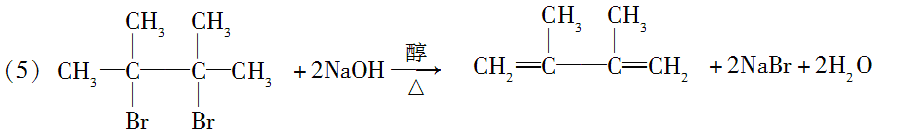 CH₃ CH₃ CH₃ CH₃
醇
(5) CH₃—C—C—CH₃ +2NaOH → CH₂=C—C=CH₂ +2NaBr+2H₂O
△
Br Br